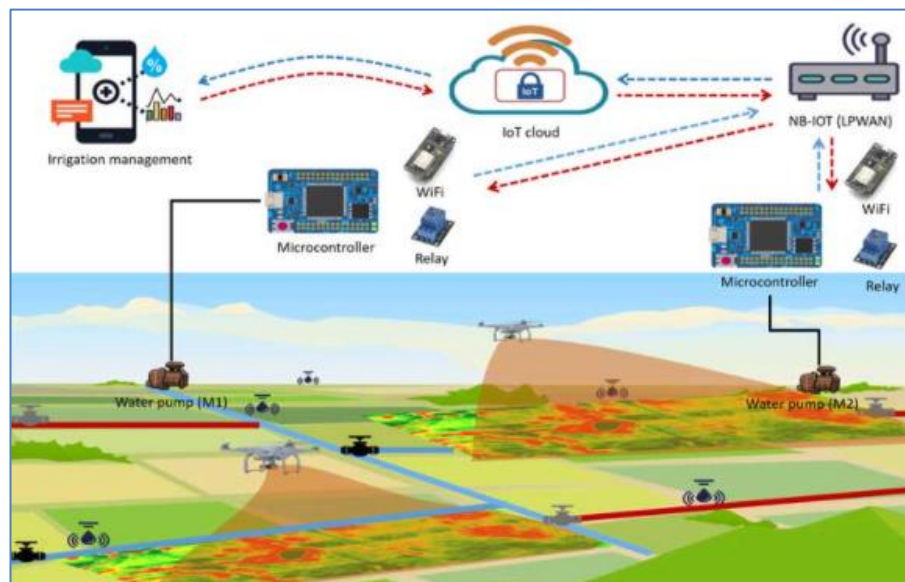 %
IoT
IoT cloud
NB-IOT (LPWAN)
Irrigation management
WiFi
WiFi
Microcontroller
Relay
Microcontroller
Relay
Water pump (M1)
Water pump (M2)